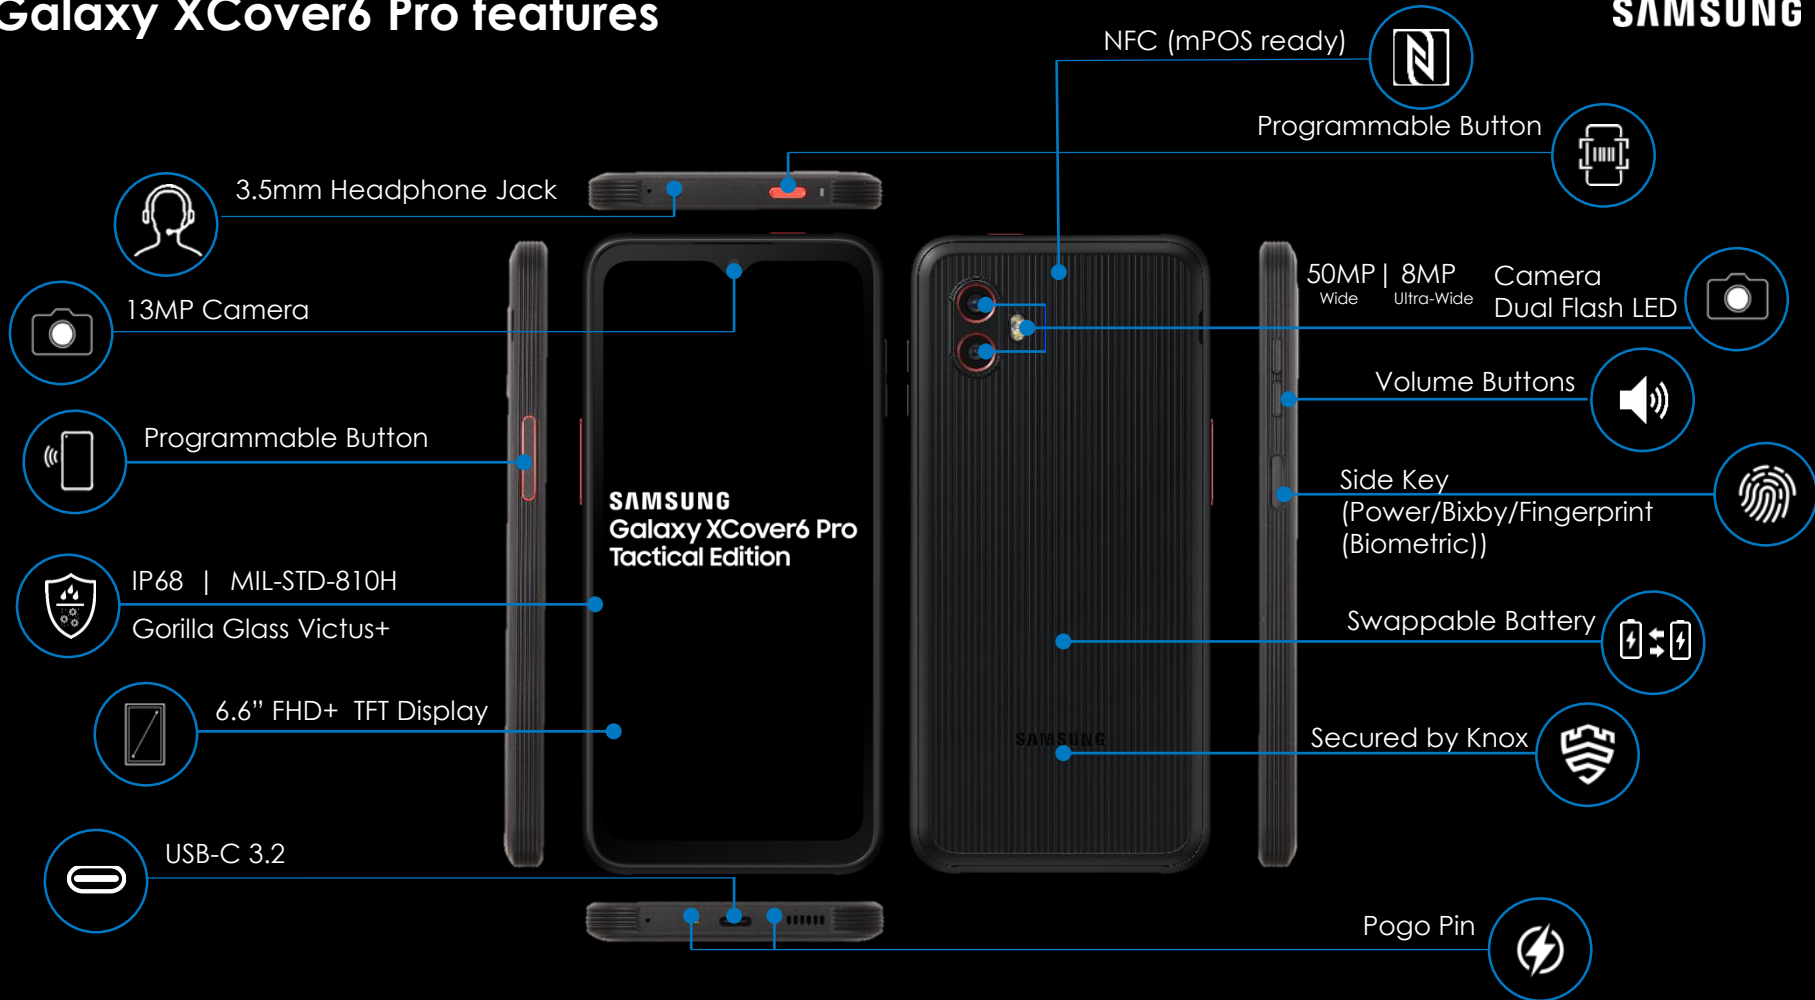 Galaxy XCover6 Pro features
SAMSUNG
NFC (mPOS ready)
Programmable Button
3.5mm Headphone Jack
13MP Camera
50MP | 8MP Camera
Wide Ultra-Wide
Dual Flash LED
Volume Buttons
Programmable Button
Side Key
(Power/Bixby/Fingerprint
(Biometric))
SAMSUNG
Galaxy XCover6 Pro
Tactical Edition
IP68 | MIL-STD-810H
Gorilla Glass Victus+
Swappable Battery
6.6” FHD+ TFT Display
Secured by Knox
SAMSUNG
USB-C 3.2
Pogo Pin